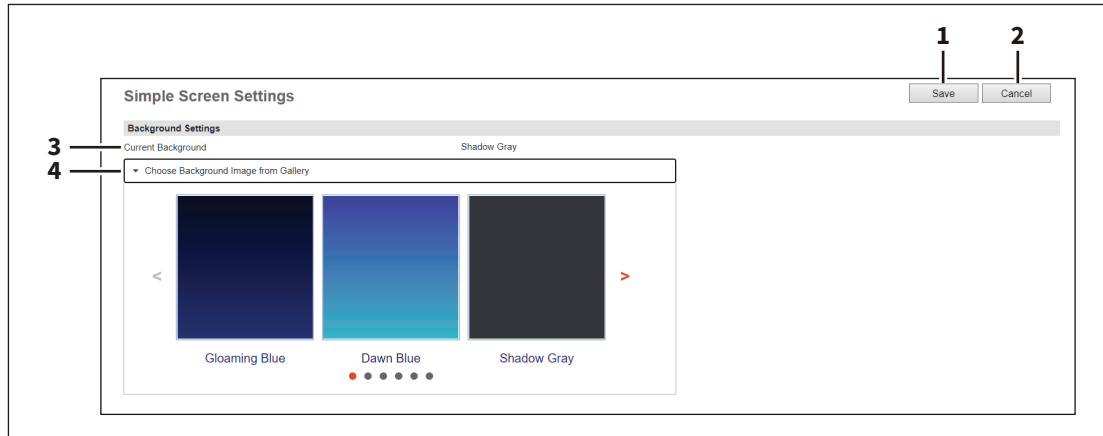 1 2
Simple Screen Settings Save Cancel
Background Settings
3 Current Background Shadow Gray
4 Choose Background Image from Gallery
< >
Gloaming Blue Dawn Blue Shadow Gray